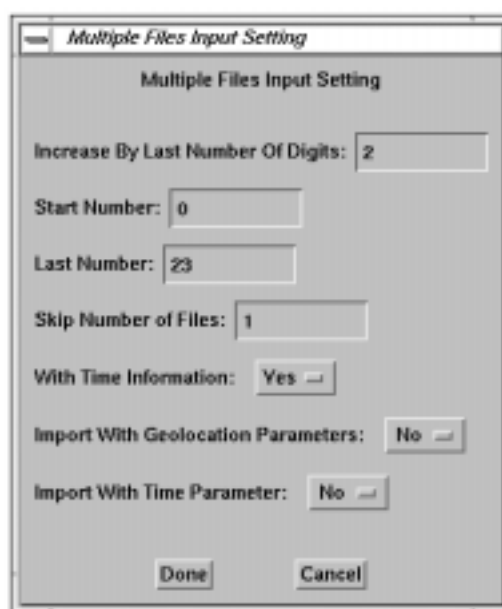 Multiple Files Input Setting
Multiple Files Input Setting
Increase By Last Number Of Digits: 2
Start Number: 0
Last Number: 23
Skip Number of Files: 1
With Time Information: Yes
Import With Geolocation Parameters: No
Import With Time Parameter: No
Done Cancel